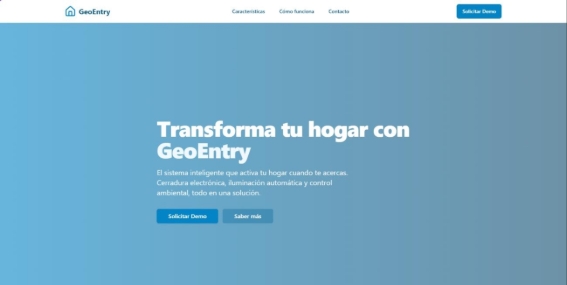 GeoEntry
Características
Cómo funciona
Contacto
Solicitar Demo
Transforma tu hogar con
GeoEntry
El sistema inteligente que activa tu hogar cuando te acercas.
Cerradura electrónica, iluminación automática y control
ambiental, todo en una solución.
Solicitar Demo
Saber más